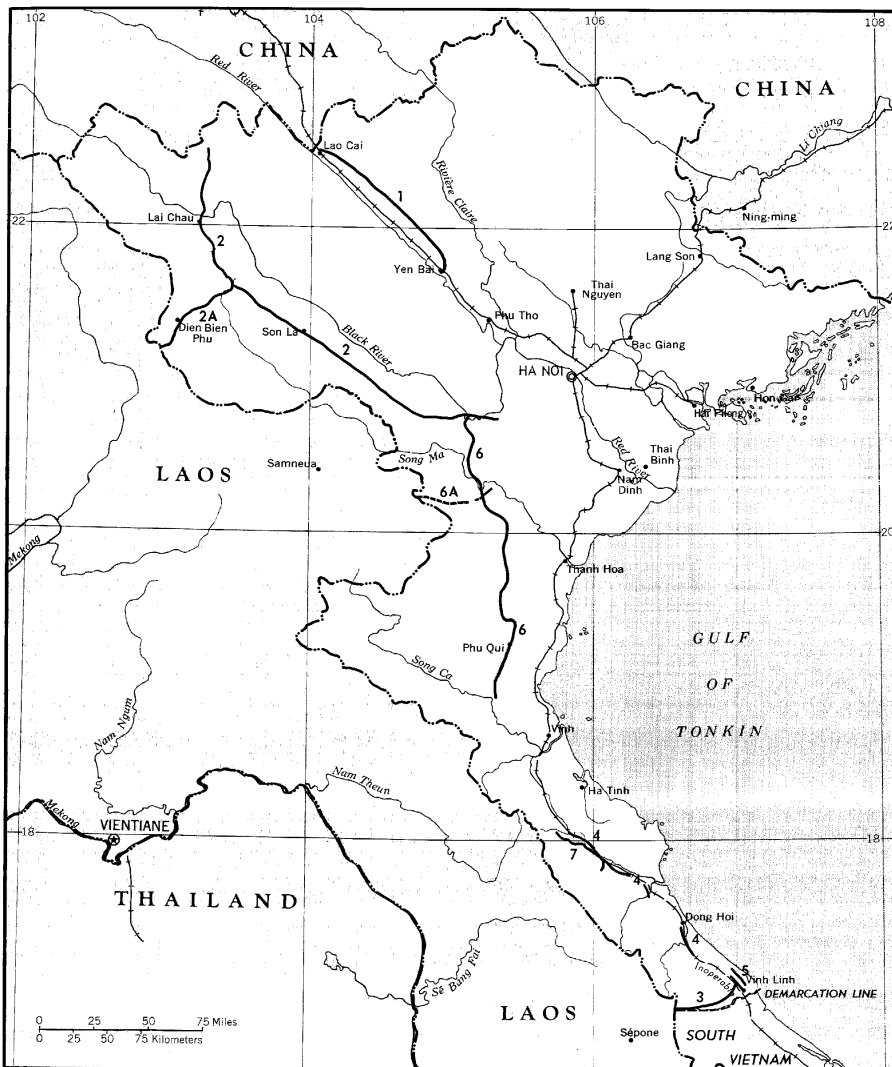 102
104
106
108
CHINA
Red River
CHINA
Li Chiang
Lao Cai
Rivière Claire
1
Ning-ming
Lai Chau
22
22
2
Lang Son
Yen Bai
Thai
Nguyen
2A
Dien Bien
Phu
Son La
Phu Tho
Black River
2
Bac Giang
HA NOI
Hon Gai
Hai Phong
6
Red River
Thai
Binh
Song Ma
Samneua
LAOS
Nam
Dinh
6A
20
20
Mekong
Thanh Hoa
6
GULF
OF
TONKIN
Phu Qui
Song Ca
Nam Ngum
Vinh
Nam Theun
Ha Tinh
Mekong
VIENTIANE
18
4
18
7
THAILAND
Dong Hoi
4
Se Bang Fai
Inoperable
5
Vinh Linh
DEMARCATION LINE
3
LAOS
0 25 50 75 Miles
0 25 50 75 Kilometers
Sépone
SOUTH
VIETNAM